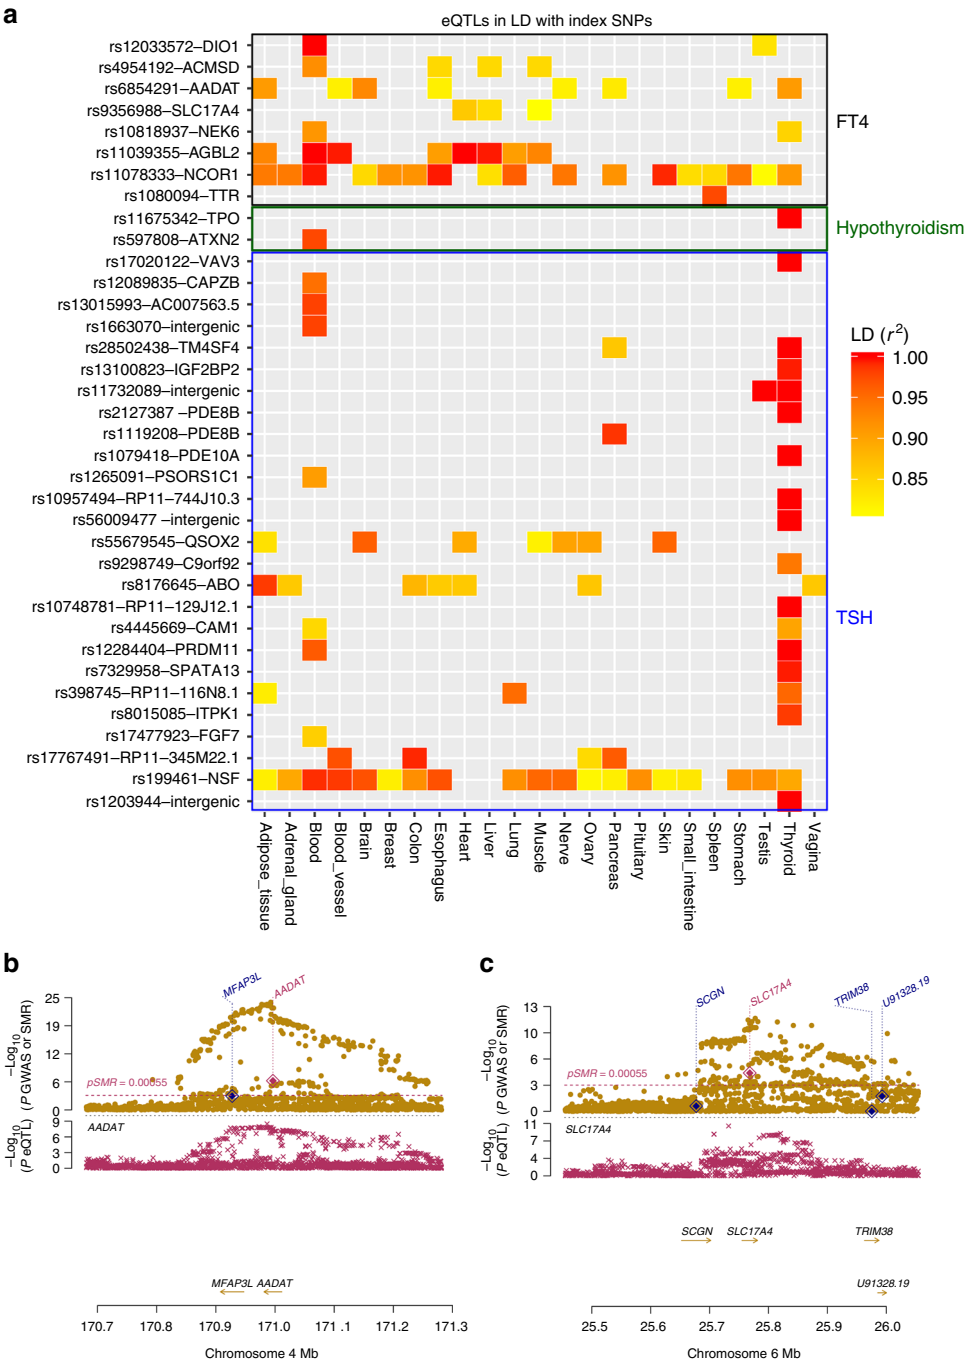 a
eQTLs in LD with index SNPs
rs12033572–DIO1
rs4954192–ACMSD
rs6854291–AADAT
rs9356988–SLC17A4
rs10818937–NEK6
rs11039355–AGBL2
rs11078333–NCOR1
rs1080094–TTR
rs11675342–TPO
rs597808–ATXN2
rs17020122–VAV3
rs12089835–CAPZB
rs13015993–AC007563.5
rs1663070–intergenic
rs28502438–TM4SF4
rs13100823–IGF2BP2
rs11732089–intergenic
rs2127387 –PDE8B
rs1119208–PDE8B
rs1079418–PDE10A
rs1265091–PSORS1C1
rs10957494–RP11–744J10.3
rs56009477 –intergenic
rs55679545–QSOX2
rs9298749–C9orf92
rs8176645–ABO
rs10748781–RP11–129J12.1
rs4445669–CAM1
rs12284404–PRDM11
rs7329958–SPATA13
rs398745–RP11–116N8.1
rs8015085–ITPK1
rs17477923–FGF7
rs17767491–RP11–345M22.1
rs199461–NSF
rs1203944–intergenic
FT4
Hypothyroidism
TSH
LD (r²)
1.00
0.95
0.90
0.85
Adipose_tissue
Adrenal_gland
Blood
Blood_vessel
Brain
Breast
Colon
Esophagus
Heart
Liver
Lung
Muscle
Nerve
Ovary
Pancreas
Pituitary
Skin
Small_intestine
Spleen
Stomach
Testis
Thyroid
Vagina
b
MFAP3L
AADAT
–Log10
(P GWAS or SMR)
25
19
12
6
0
pSMR = 0.00055
–Log10
(P eQTL)
9
6
3
0
AADAT
MFAP3L AADAT
170.7 170.8 170.9 171.0 171.1 171.2 171.3
Chromosome 4 Mb
c
SCGN
SLC17A4
TRIM38
U91328.19
–Log10
(P GWAS or SMR)
13
10
6
3
0
pSMR = 0.00055
–Log10
(P eQTL)
11
7
4
0
SLC17A4
SCGN SLC17A4 TRIM38
U91328.19
25.5 25.6 25.7 25.8 25.9 26.0
Chromosome 6 Mb